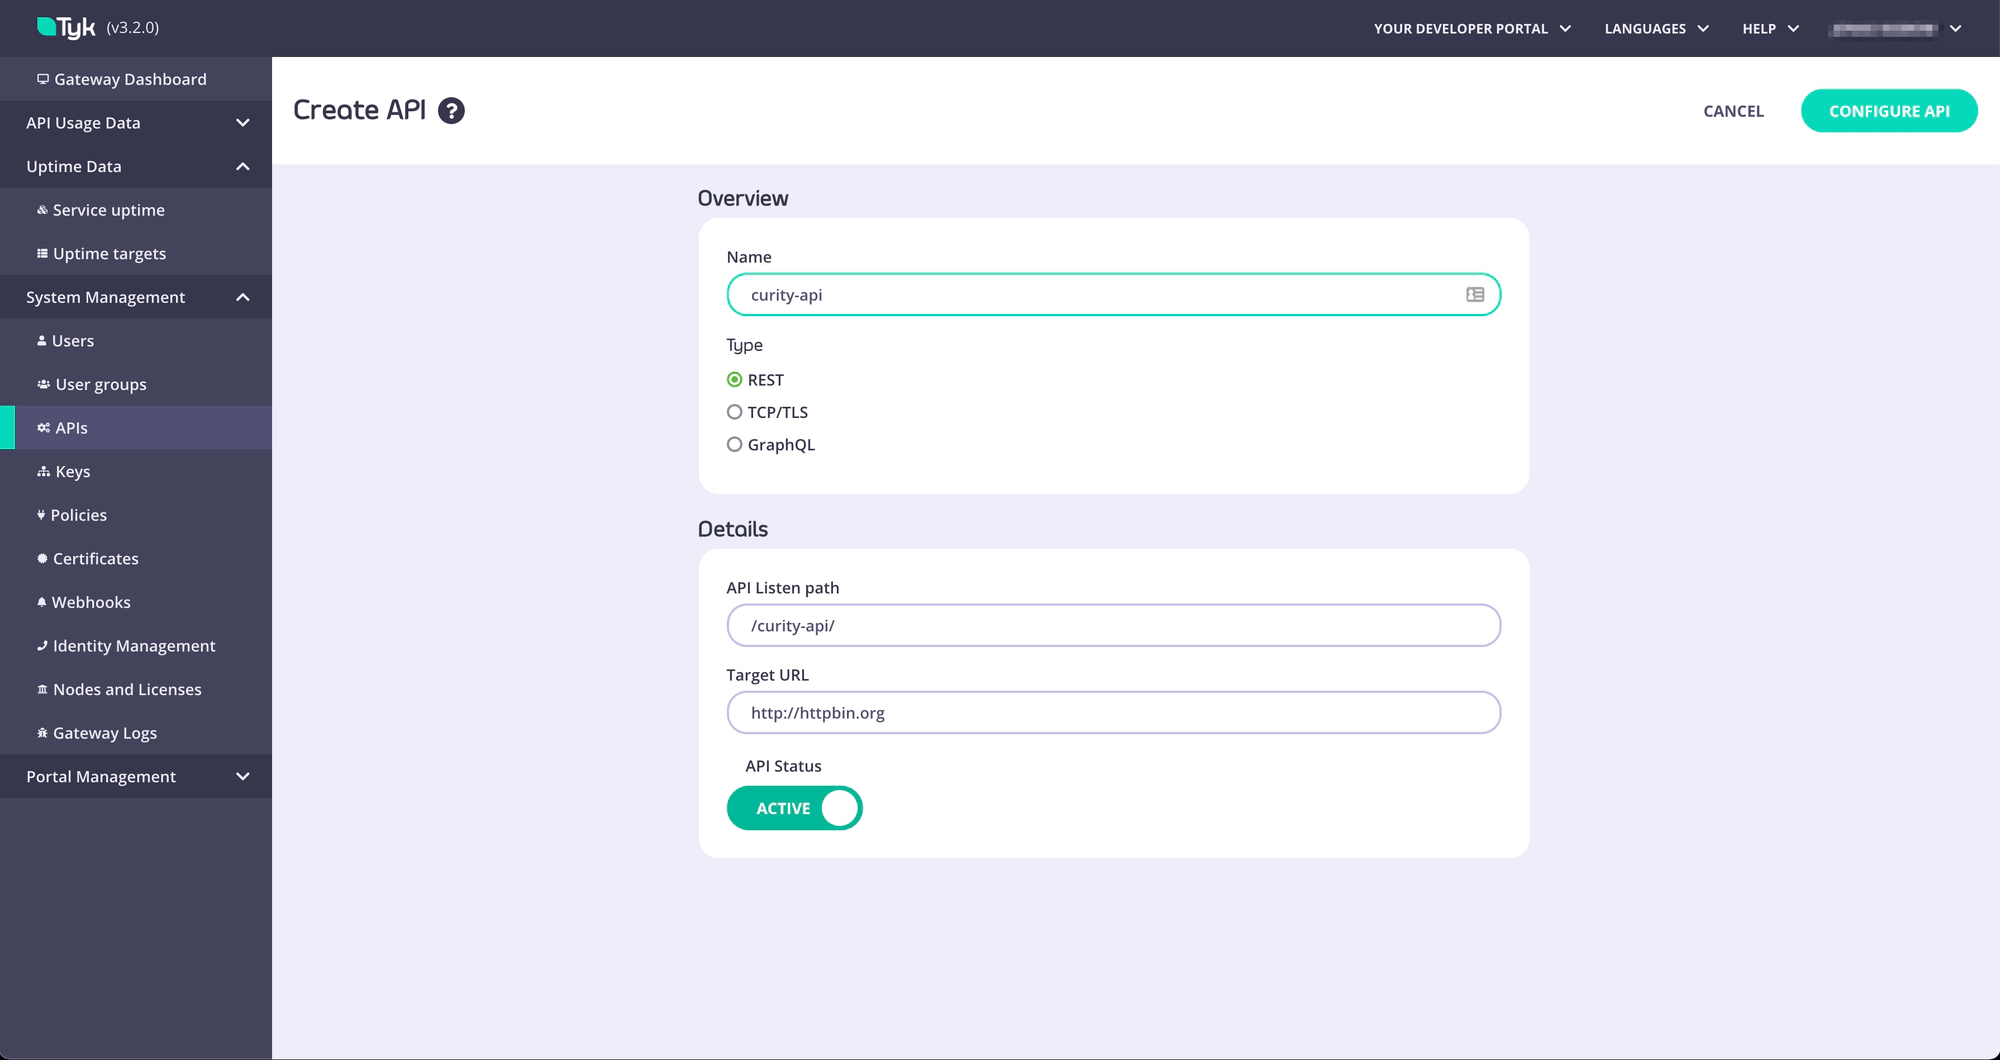 Tyk (v3.2.0)
YOUR DEVELOPER PORTAL LANGUAGES HELP
Gateway Dashboard
API Usage Data
Uptime Data
Service uptime
Uptime targets
System Management
Users
User groups
APIs
Keys
Policies
Certificates
Webhooks
Identity Management
Nodes and Licenses
Gateway Logs
Portal Management
Create API ?
CANCEL CONFIGURE API
Overview
Name
curity-api
Type
REST
TCP/TLS
GraphQL
Details
API Listen path
/curity-api/
Target URL
http://httpbin.org
API Status
ACTIVE